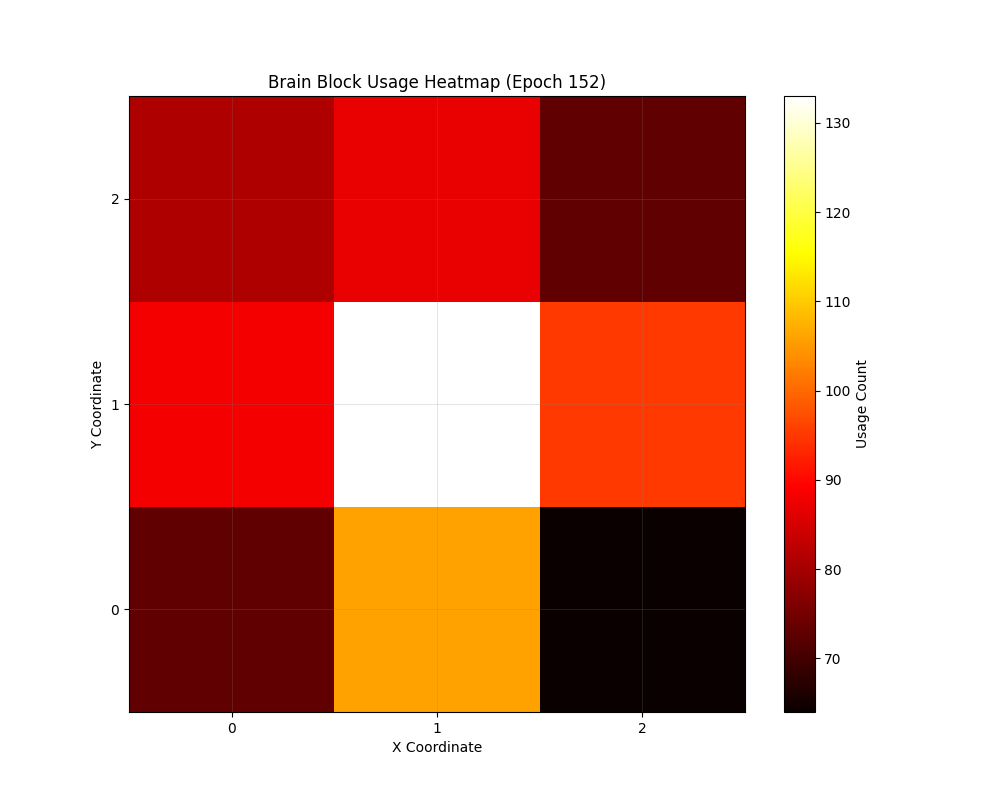 Brain Block Usage Heatmap (Epoch 152)
2
1
0
Y Coordinate
0 1 2
X Coordinate
130
120
110
100
90
80
70
Usage Count